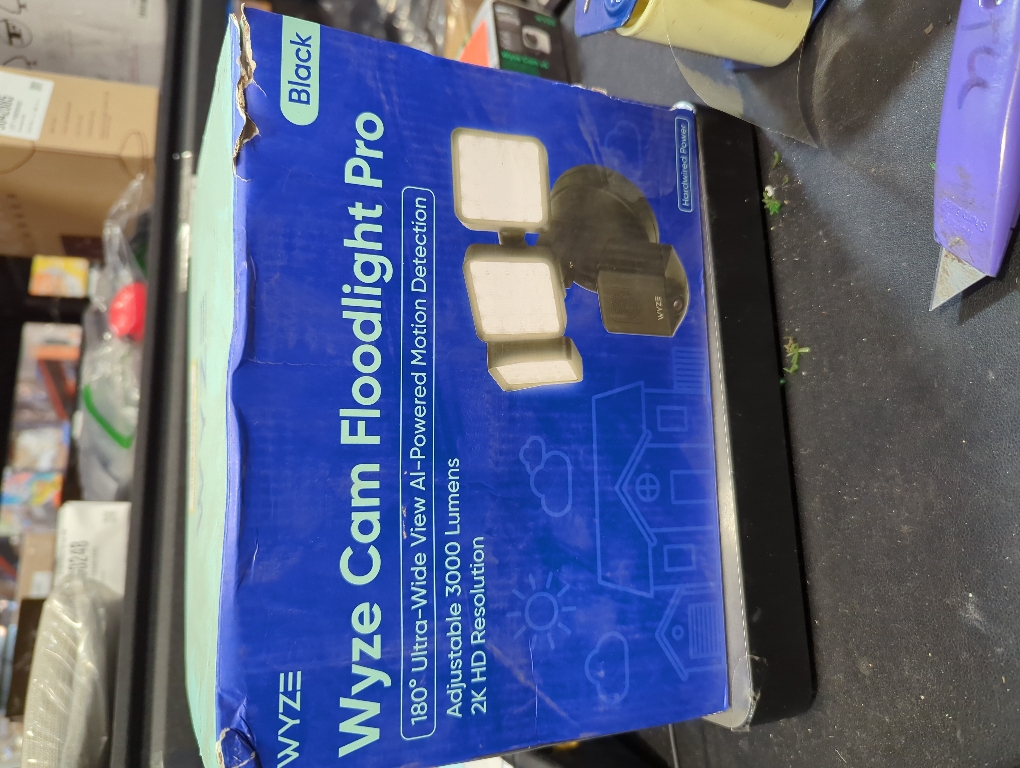 WYZE
Black
Wyze Cam Floodlight Pro
180° Ultra-Wide View Ai-Powered Motion Detection
Adjustable 3000 Lumens
2K HD Resolution
WYZE
Hardwired Power